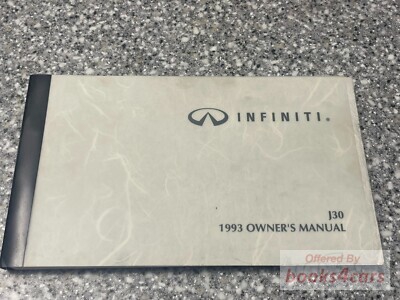 INFINITI®
J30
1993 OWNER'S MANUAL
Offered By
books4cars